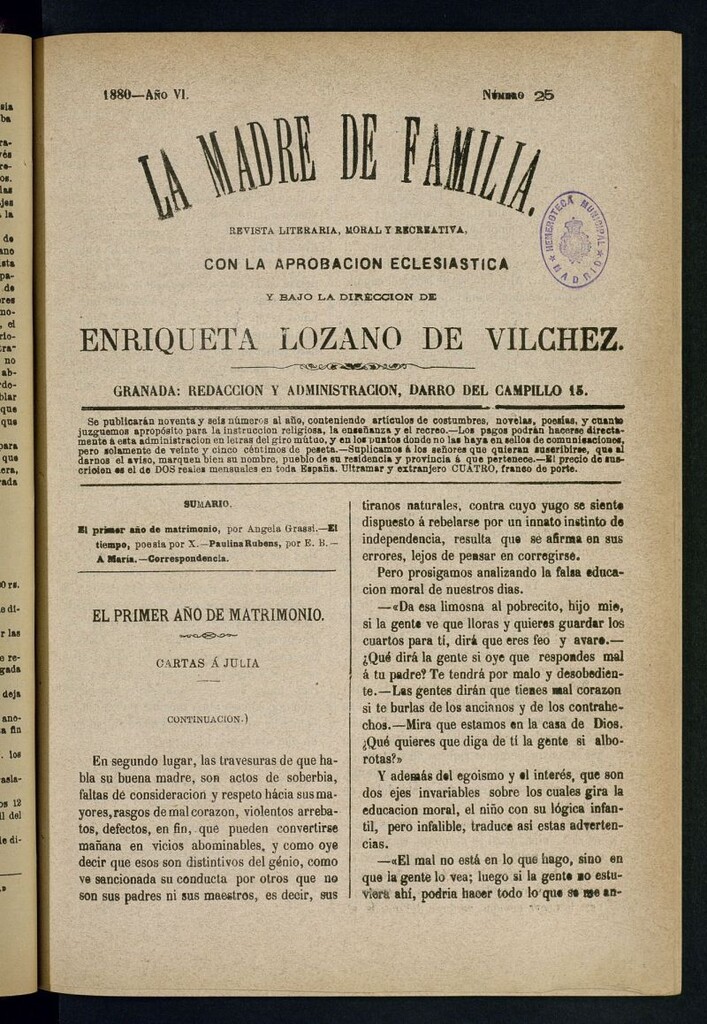 1880—Año VI.
Número 25
LA MADRE DE FAMILIA.
REVISTA LITERARIA, MORAL Y RECREATIVA,
CON LA APROBACION ECLESIASTICA
Y BAJO LA DIRECCION DE
ENRIQUETA LOZANO DE VILCHEZ.
HEMEROTECA MUNICIPAL
MADRID
GRANADA: REDACCION Y ADMINISTRACION, DARRO DEL CAMPILLO 15.
Se publicarán noventa y seis números al año, conteniendo artículos de costumbres, novelas, poesías, y cuanto
juzguemos apropósito para la instruccion religiosa, la enseñanza y el recreo.—Los pagos podrán hacerse directa-
mente á esta administracion en letras del giro mútuo, y en los puntos donde no las haya en sellos de comunicaciones,
pero solamente de veinte y cinco céntimos de peseta.—Suplicamos á los señores que quieran suscribirse, que al
darnos el aviso, marquen bien su nombre, pueblo de su residencia y provincia á que pertenece.—El precio de sus-
cricion es el de DOS reales mensuales en toda España. Ultramar y extranjero CUATRO, franco de porte.
SUMARIO.
El primer año de matrimonio, por Angela Grassi.—El
tiempo, poesia por X.—Paulina Rubens, por E. B.—
A María.—Correspondencia.
EL PRIMER AÑO DE MATRIMONIO.
CARTAS Á JULIA
CONTINUACION.)
En segundo lugar, las travesuras de que ha-
bla su buena madre, son actos de soberbia,
faltas de consideracion y respeto hácia sus ma-
yores, rasgos de mal corazon, violentos arreba-
tos, defectos, en fin, que pueden convertirse
mañana en vicios abominables, y como oye
decir que esos son distintivos del génio, como
ve sancionada su conducta por otros que no
son sus padres ni sus maestros, es decir, sus
tiranos naturales, contra cuyo yugo se siente
dispuesto á rebelarse por un innato instinto de
independencia, resulta que se afirma en sus
errores, lejos de pensar en corregirse.
Pero prosigamos analizando la falsa educa-
cion moral de nuestros dias.
—«Da esa limosna al pobrecito, hijo mio,
si la gente ve que lloras y quieres guardar los
cuartos para tí, dirá que eres feo y avaro.—
¿Qué dirá la gente si oye que respondes mal
á tu padre? Te tendrá por malo y desobedien-
te.—Las gentes dirán que tienes mal corazon
si te burlas de los ancianos y de los contrahe-
chos.—Mira que estamos en la casa de Dios.
¿Qué quieres que diga de tí la gente si albo-
rotas?»
Y además del egoismo y el interés, que son
dos ejes invariables sobre los cuales gira la
educacion moral, el niño con su lógica infan-
til, pero infalible, traduce asi estas adverten-
cias.
—«El mal no está en lo que hago, sino en
que la gente lo vea; luego si la gente no estu-
viera ahí, podria hacer todo lo que se me an-